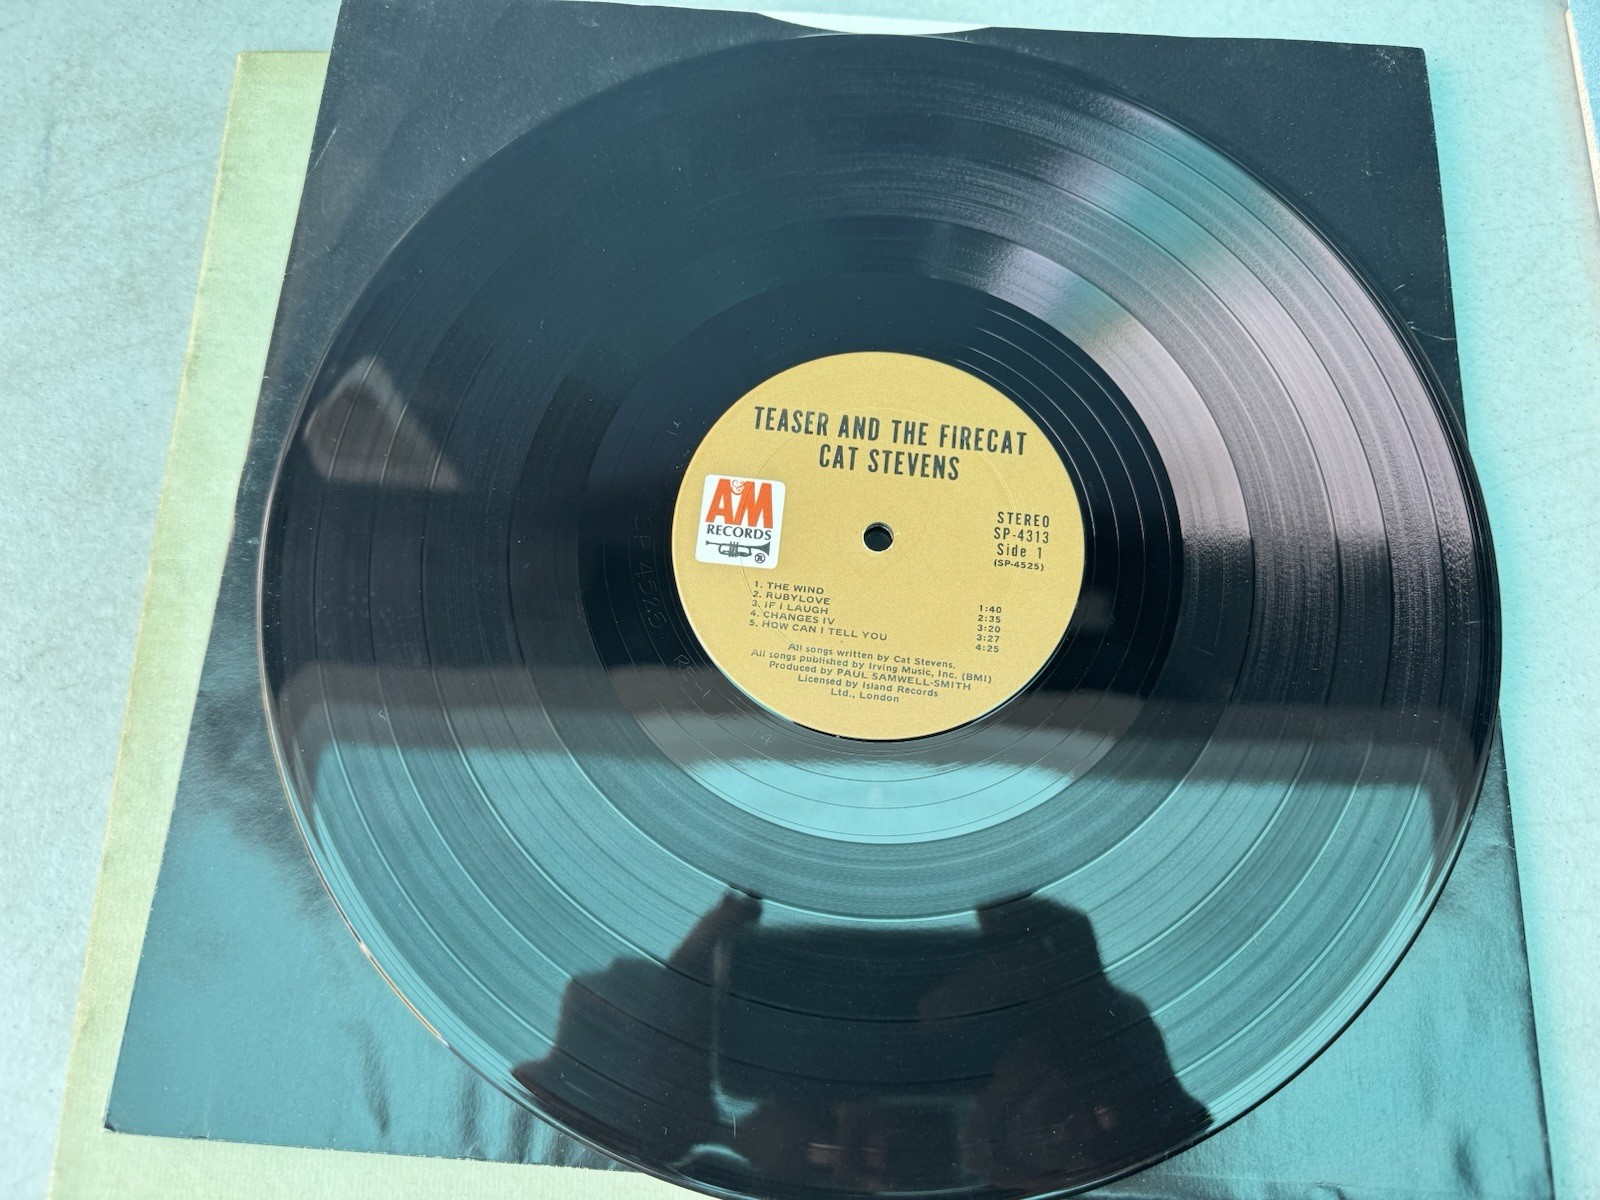 TEASER AND THE FIRECAT
CAT STEVENS
A&M
RECORDS
®
STEREO
SP-4313
Side 1
(SP-4525)
1. THE WIND 1:40
2. RUBYLOVE 2:35
3. IF I LAUGH 3:20
4. CHANGES IV 3:27
5. HOW CAN I TELL YOU 4:25
All songs written by Cat Stevens.
All songs published by Irving Music, Inc. (BMI)
Produced by PAUL SAMWELL-SMITH
Licensed by Island Records
Ltd., London